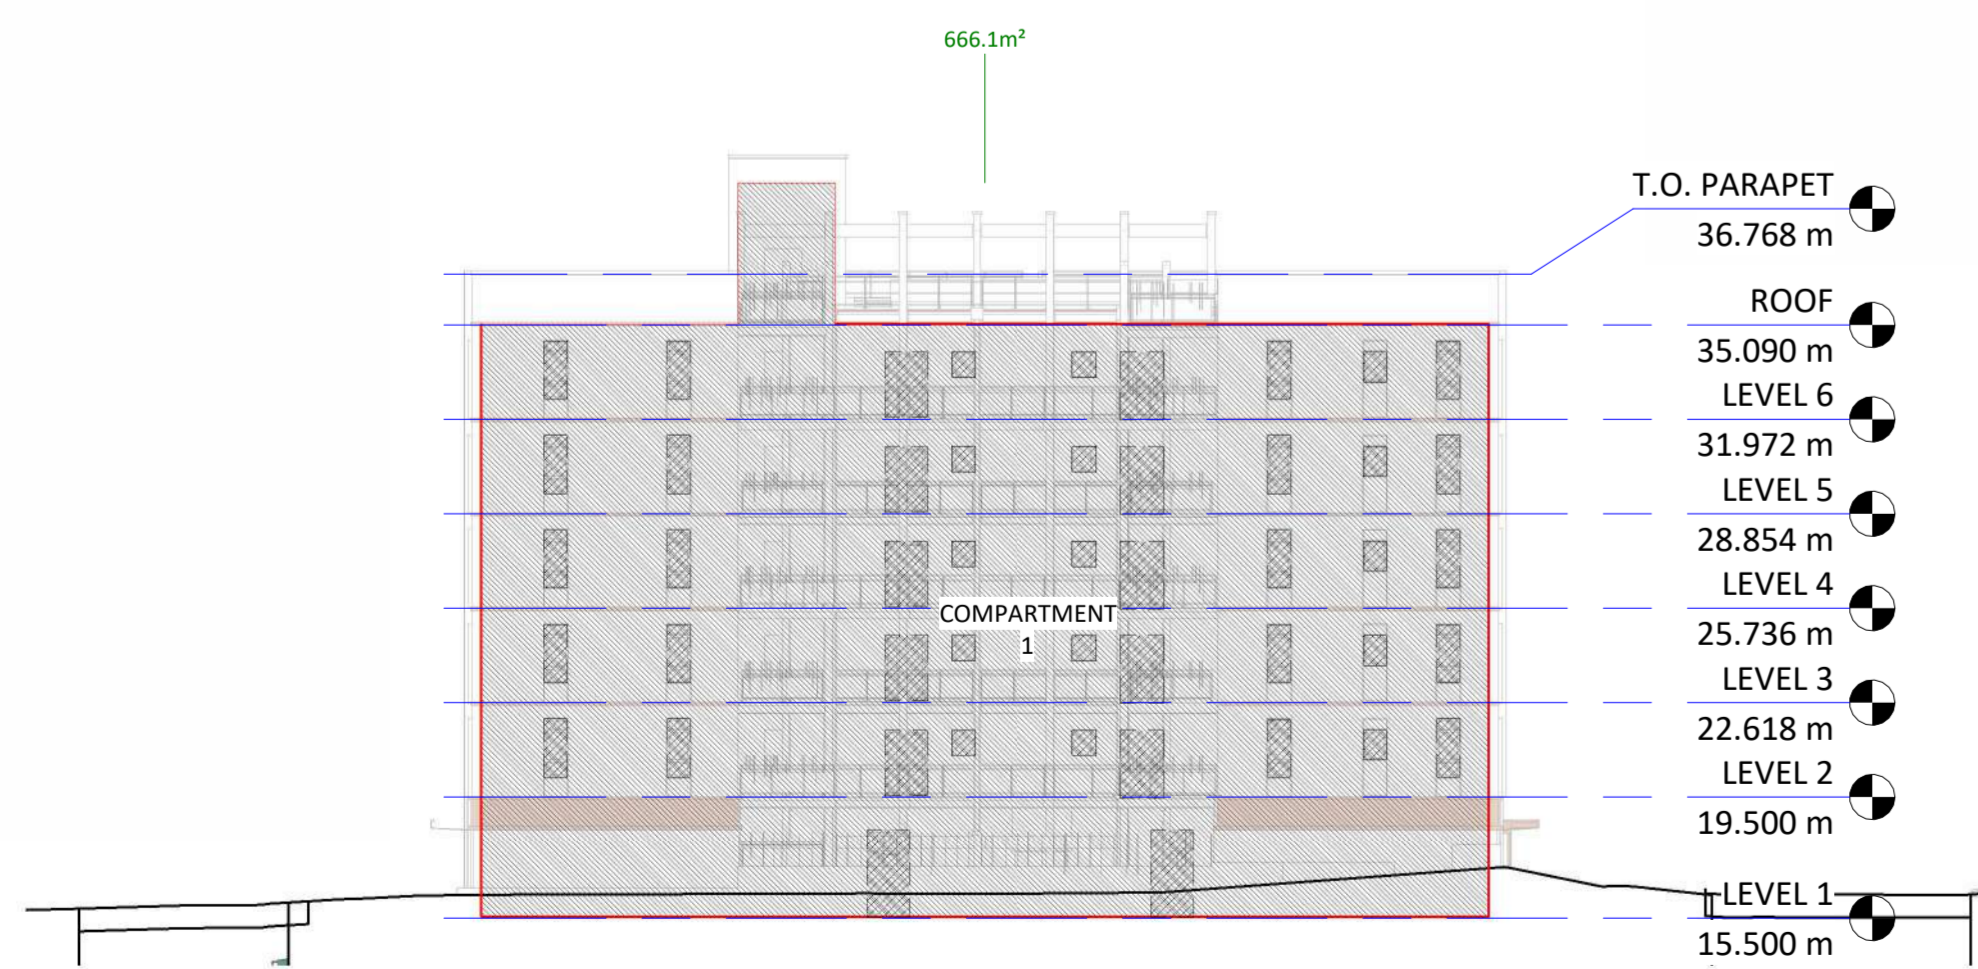 666.1m²
T.O. PARAPET
36.768 m
ROOF
35.090 m
LEVEL 6
31.972 m
LEVEL 5
28.854 m
LEVEL 4
25.736 m
COMPARTMENT
1
LEVEL 3
22.618 m
LEVEL 2
19.500 m
LEVEL 1
15.500 m